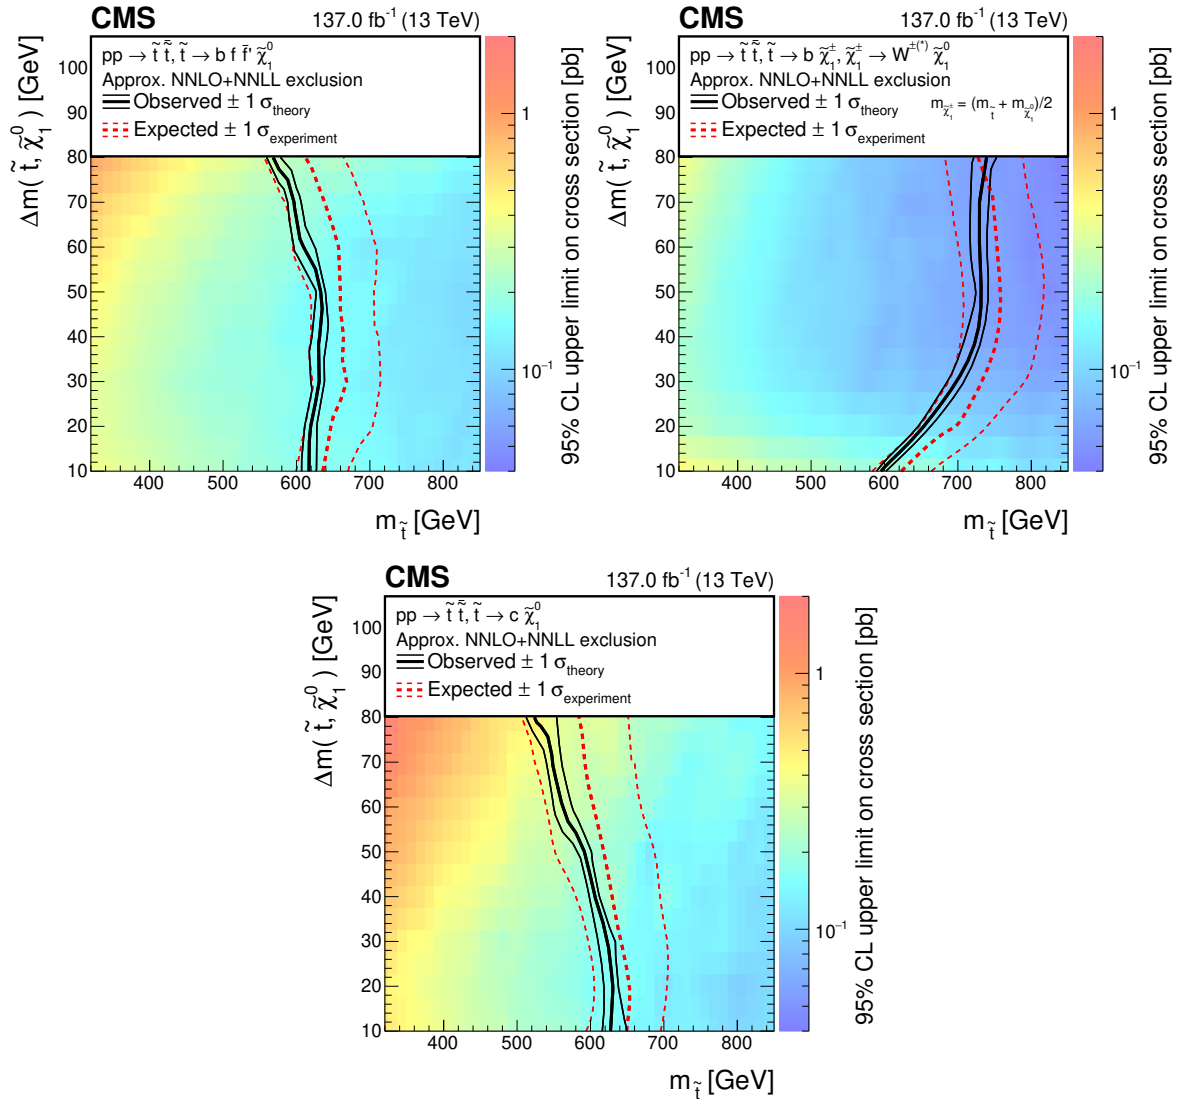 CMS 137.0 fb⁻¹ (13 TeV)
pp → t̃ t̃̄, t̃ → b f f̄' χ̃₁⁰
Approx. NNLO+NNLL exclusion
Observed ± 1 σ_theory
Expected ± 1 σ_experiment
Δm( t̃, χ̃₁⁰ ) [GeV]
100
90
80
70
60
50
40
30
20
10
400 500 600 700 800
m_t̃ [GeV]
1
10⁻¹
95% CL upper limit on cross section [pb]
CMS 137.0 fb⁻¹ (13 TeV)
pp → t̃ t̃̄, t̃ → b χ̃₁±, χ̃₁± → W±(*) χ̃₁⁰
Approx. NNLO+NNLL exclusion
Observed ± 1 σ_theory m_χ̃₁± = (m_t̃ + m_χ̃₁⁰)/2
Expected ± 1 σ_experiment
Δm( t̃, χ̃₁⁰ ) [GeV]
100
90
80
70
60
50
40
30
20
10
400 500 600 700 800
m_t̃ [GeV]
1
10⁻¹
95% CL upper limit on cross section [pb]
CMS 137.0 fb⁻¹ (13 TeV)
pp → t̃ t̃̄, t̃ → c χ̃₁⁰
Approx. NNLO+NNLL exclusion
Observed ± 1 σ_theory
Expected ± 1 σ_experiment
Δm( t̃, χ̃₁⁰ ) [GeV]
100
90
80
70
60
50
40
30
20
10
400 500 600 700 800
m_t̃ [GeV]
1
10⁻¹
95% CL upper limit on cross section [pb]